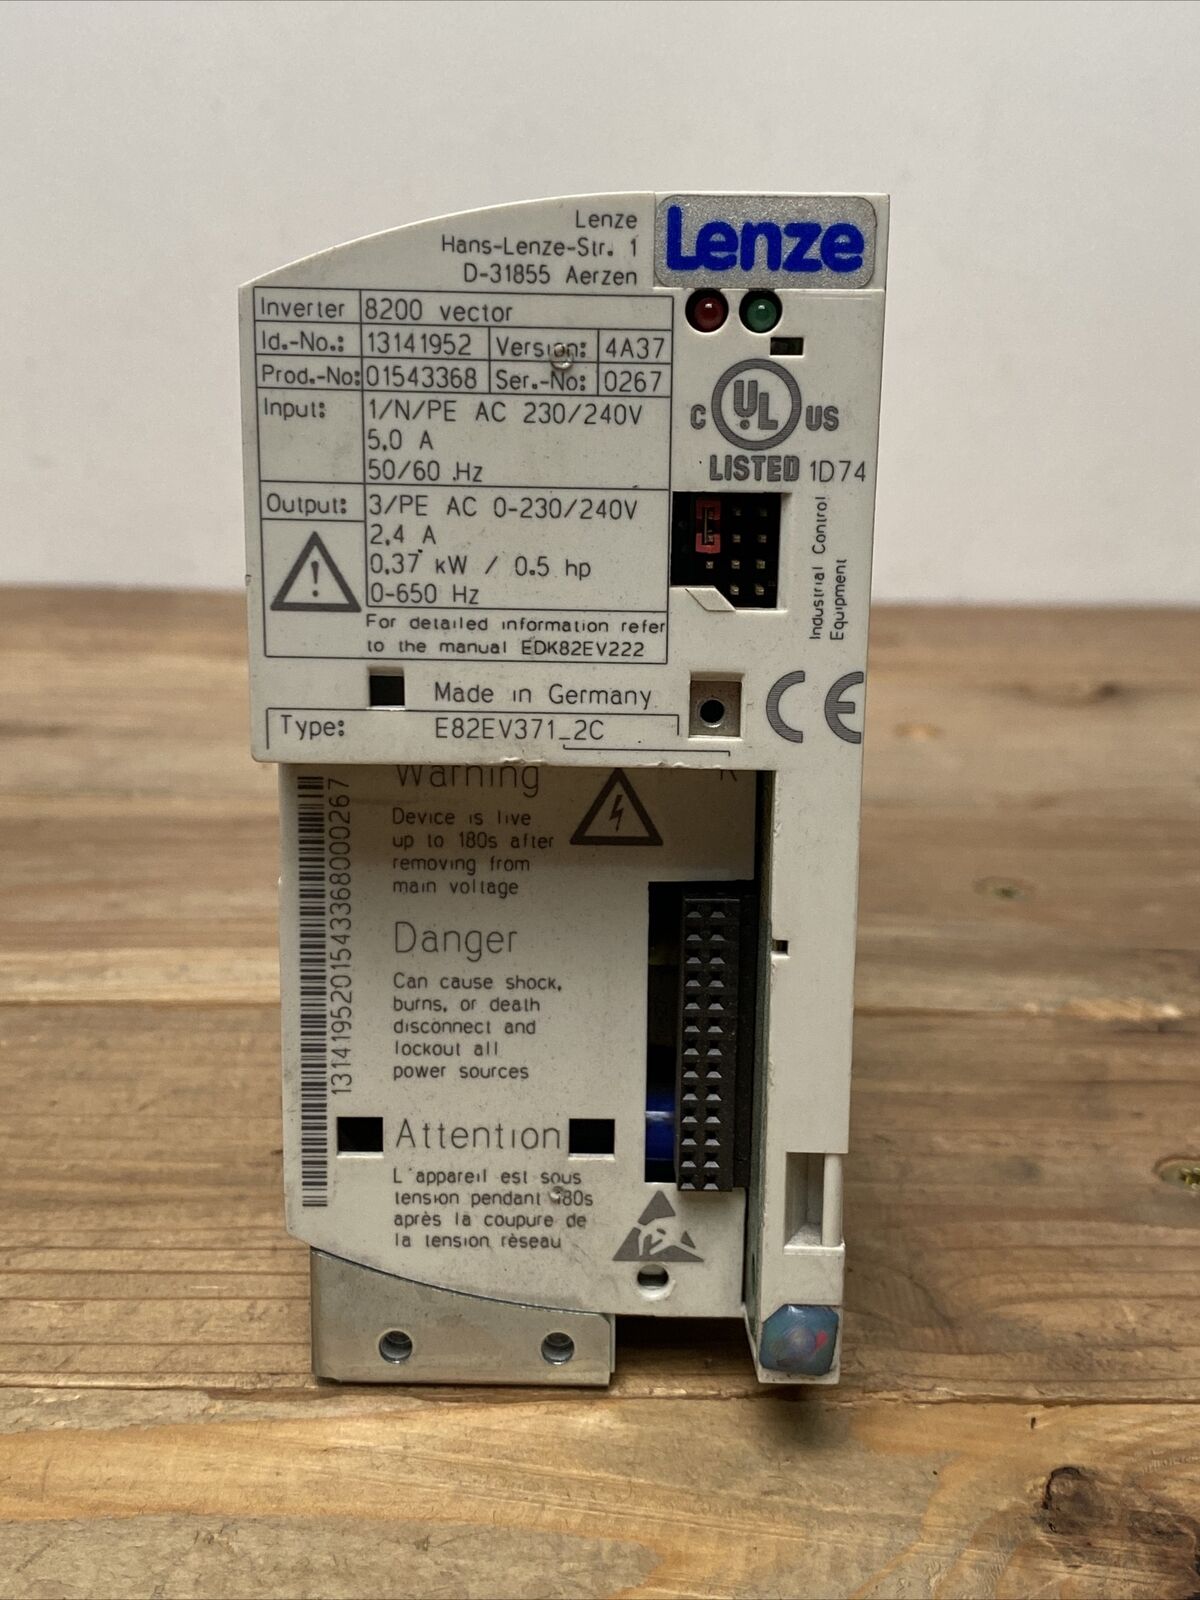 Lenze
Hans-Lenze-Str. 1
D-31855 Aerzen
Lenze
Inverter 8200 vector
Id.-No.: 13141952 Version: 4A37
Prod.-No: 01543368 Ser.-No: 0267
Input: 1/N/PE AC 230/240V
5.0 A
50/60 Hz
Output: 3/PE AC 0-230/240V
2.4 A
0.37 kW / 0.5 hp
0-650 Hz
For detailed information refer
to the manual EDK82EV222
C UL US
LISTED 1D74
Industrial Control
Equipment
Made in Germany
CE
Type: E82EV371_2C
Warning
Device is live
up to 180s after
removing from
main voltage
Danger
Can cause shock,
burns, or death
disconnect and
lockout all
power sources
Attention
L'appareil est sous
tension pendant 180s
après la coupure de
la tension rèseau
131419520154336800​0267